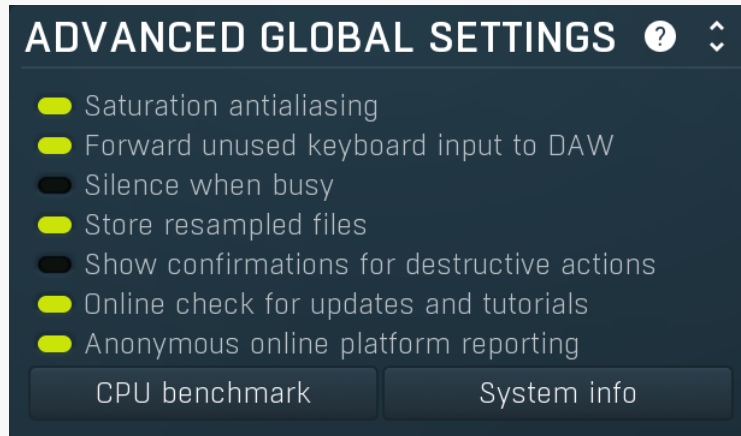 ADVANCED GLOBAL SETTINGS ?
Saturation antialiasing
Forward unused keyboard input to DAW
Silence when busy
Store resampled files
Show confirmations for destructive actions
Online check for updates and tutorials
Anonymous online platform reporting
CPU benchmark System info